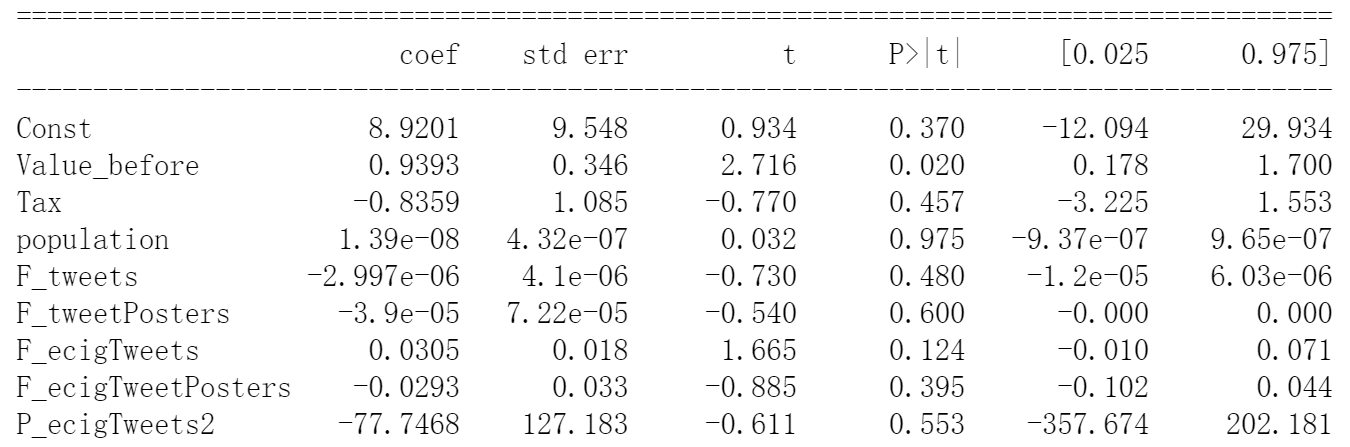 coef std err t P>|t| [0.025 0.975]
Const 8.9201 9.548 0.934 0.370 -12.094 29.934
Value_before 0.9393 0.346 2.716 0.020 0.178 1.700
Tax -0.8359 1.085 -0.770 0.457 -3.225 1.553
population 1.39e-08 4.32e-07 0.032 0.975 -9.37e-07 9.65e-07
F_tweets -2.997e-06 4.1e-06 -0.730 0.480 -1.2e-05 6.03e-06
F_tweetPosters -3.9e-05 7.22e-05 -0.540 0.600 -0.000 0.000
F_ecigTweets 0.0305 0.018 1.665 0.124 -0.010 0.071
F_ecigTweetPosters -0.0293 0.033 -0.885 0.395 -0.102 0.044
P_ecigTweets2 -77.7468 127.183 -0.611 0.553 -357.674 202.181